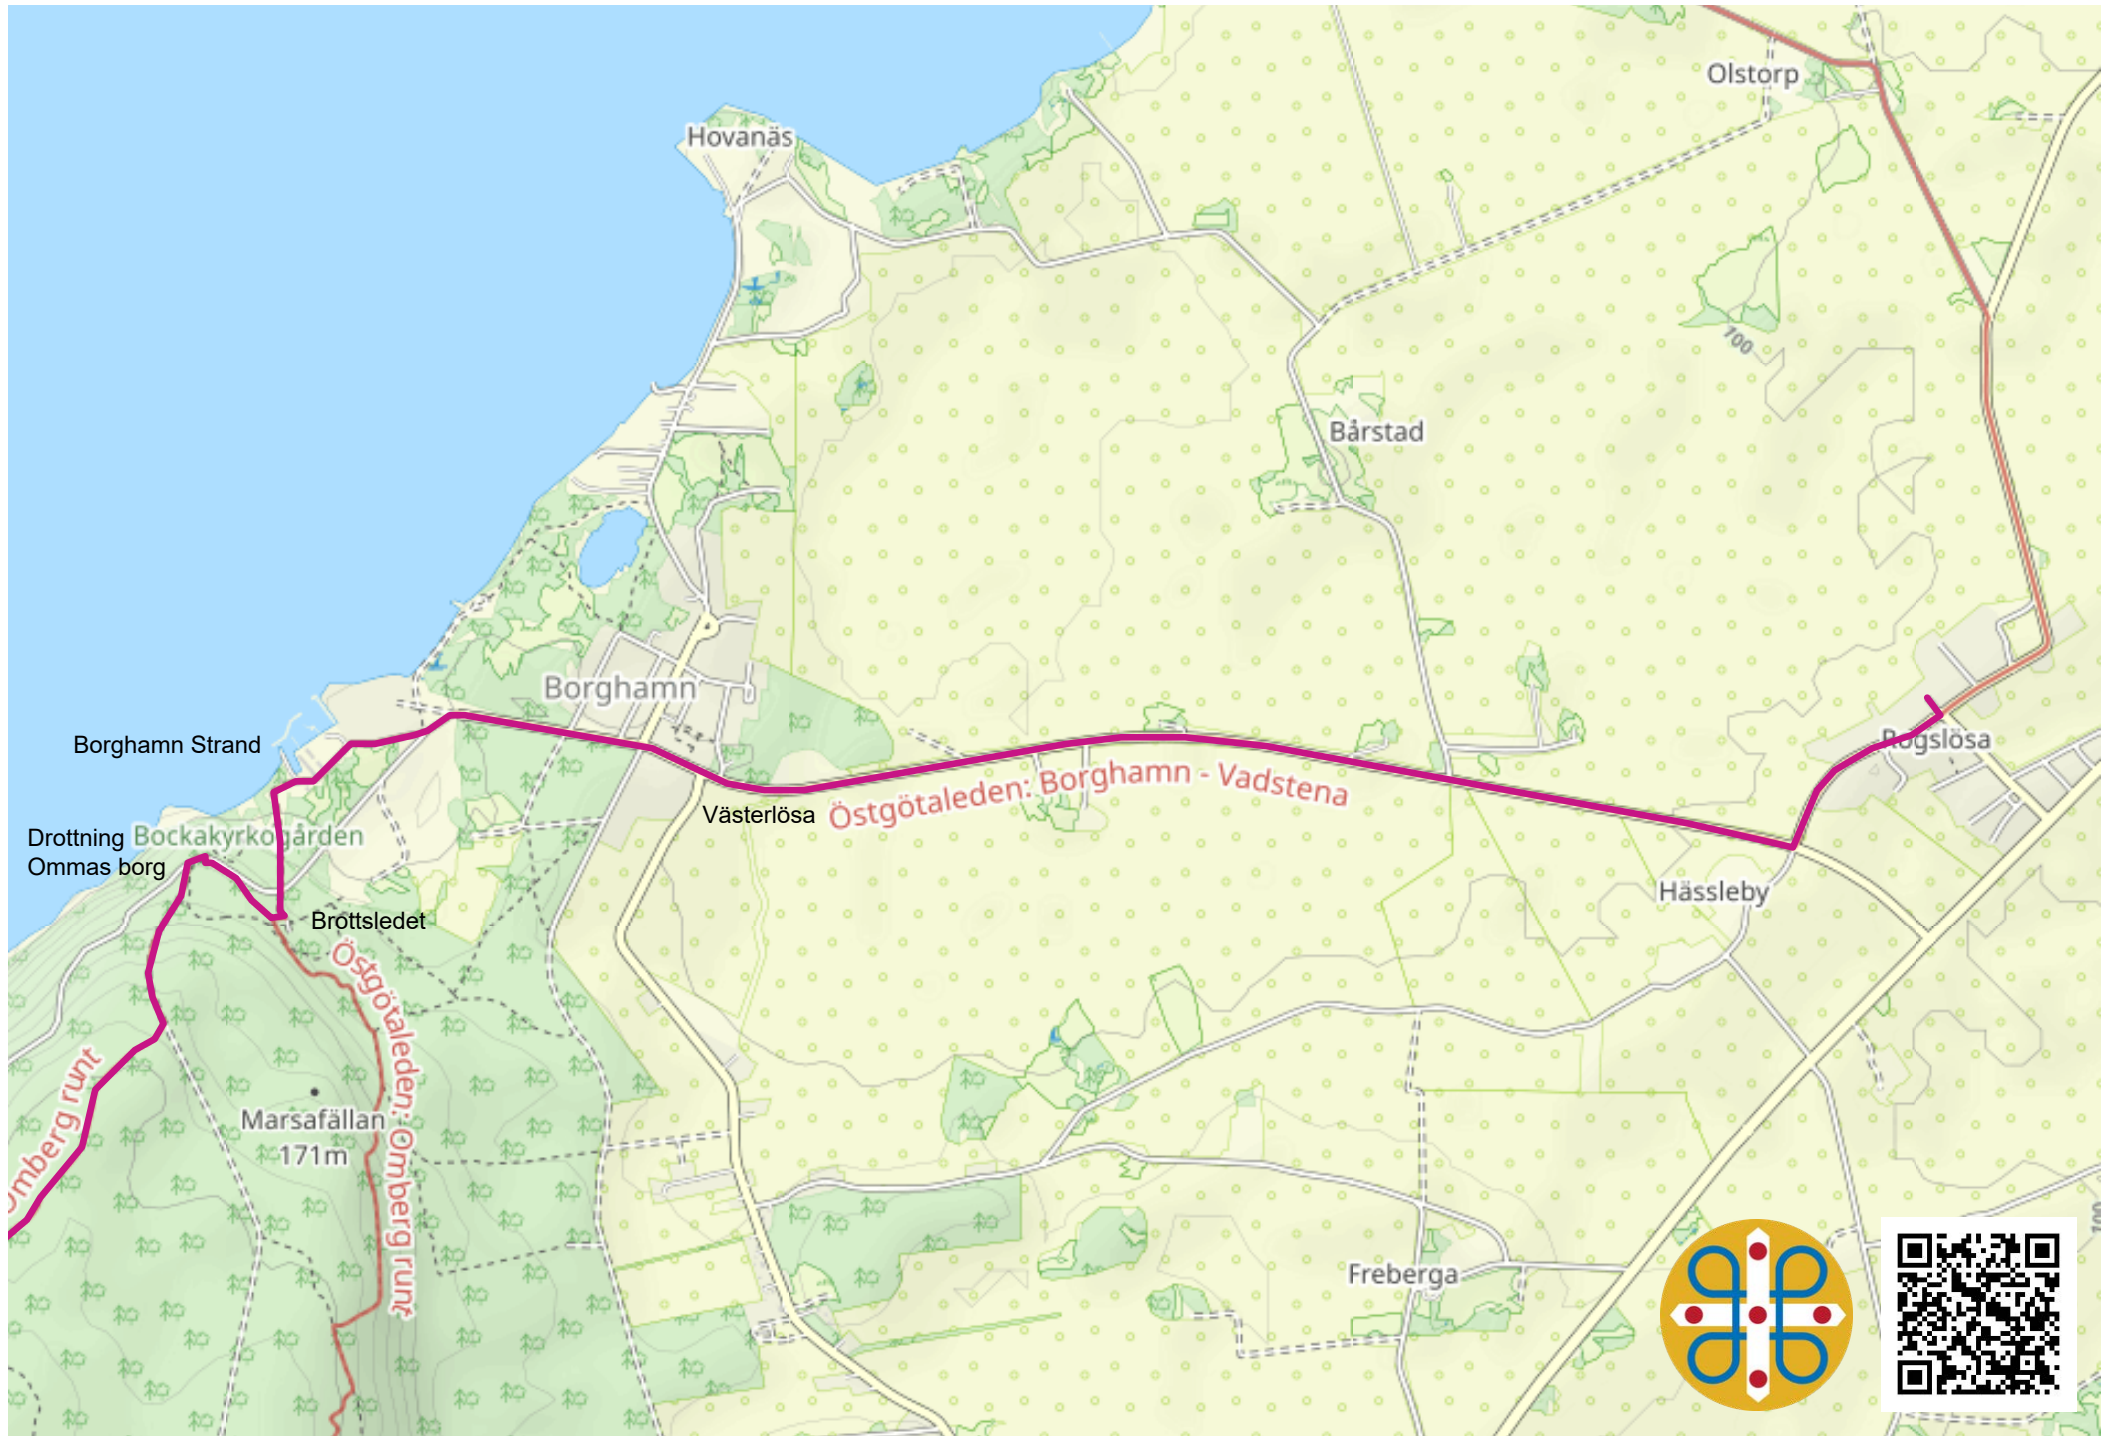 Olstorp
Hovanäs
100
Bårstad
Borghamn
Rogslösa
Borghamn Strand
Östgötaleden: Borghamn - Vadstena
Västerlösa
Drottning
Ommas borg
Bockakyrkogården
Hässleby
Brottsledet
Östgötaleden: Omberg runt
Omberg runt
Marsafällan
171m
Freberga
100